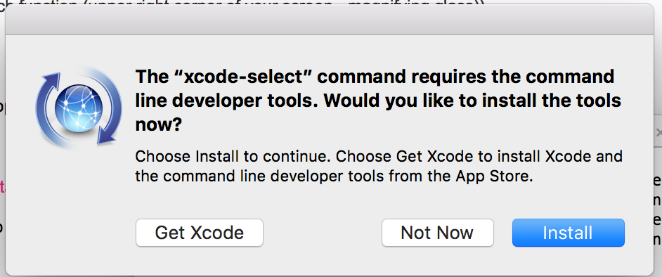 ch function (upper right corner of your screen - magnifying glass))
The “xcode-select” command requires the command
line developer tools. Would you like to install the tools
now?
Choose Install to continue. Choose Get Xcode to install Xcode and
the command line developer tools from the App Store.
Get Xcode
Not Now
Install